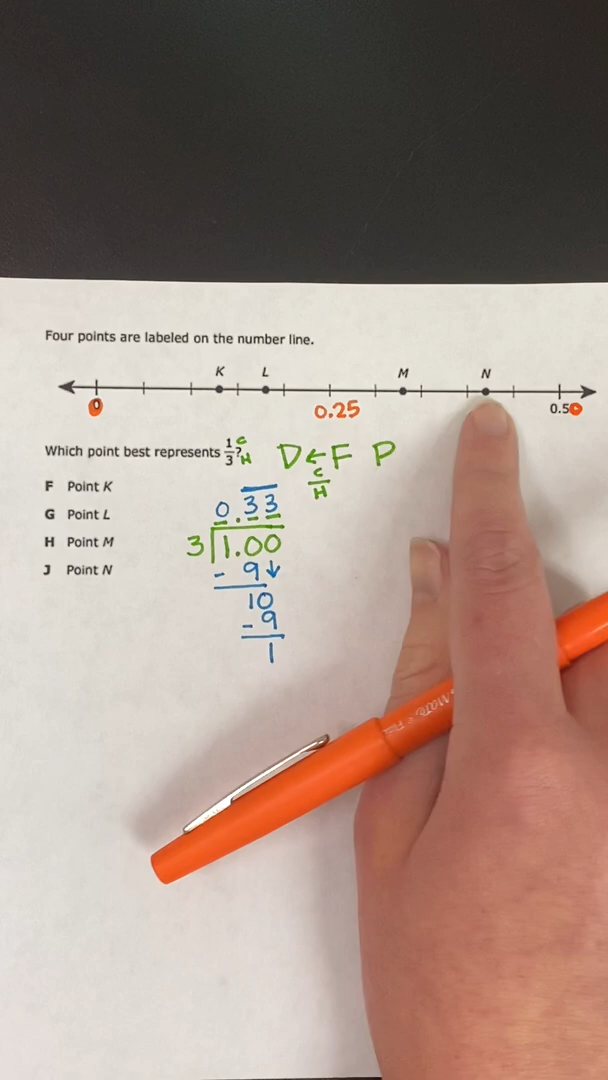 Four points are labeled on the number line.
K L M N
0 0.25 0.50
Which point best represents 1/3? C H D ← F P
C
H
F Point K
G Point L
H Point M
J Point N
0.33
3 1.00
- 9 ↓
10
- 9
1